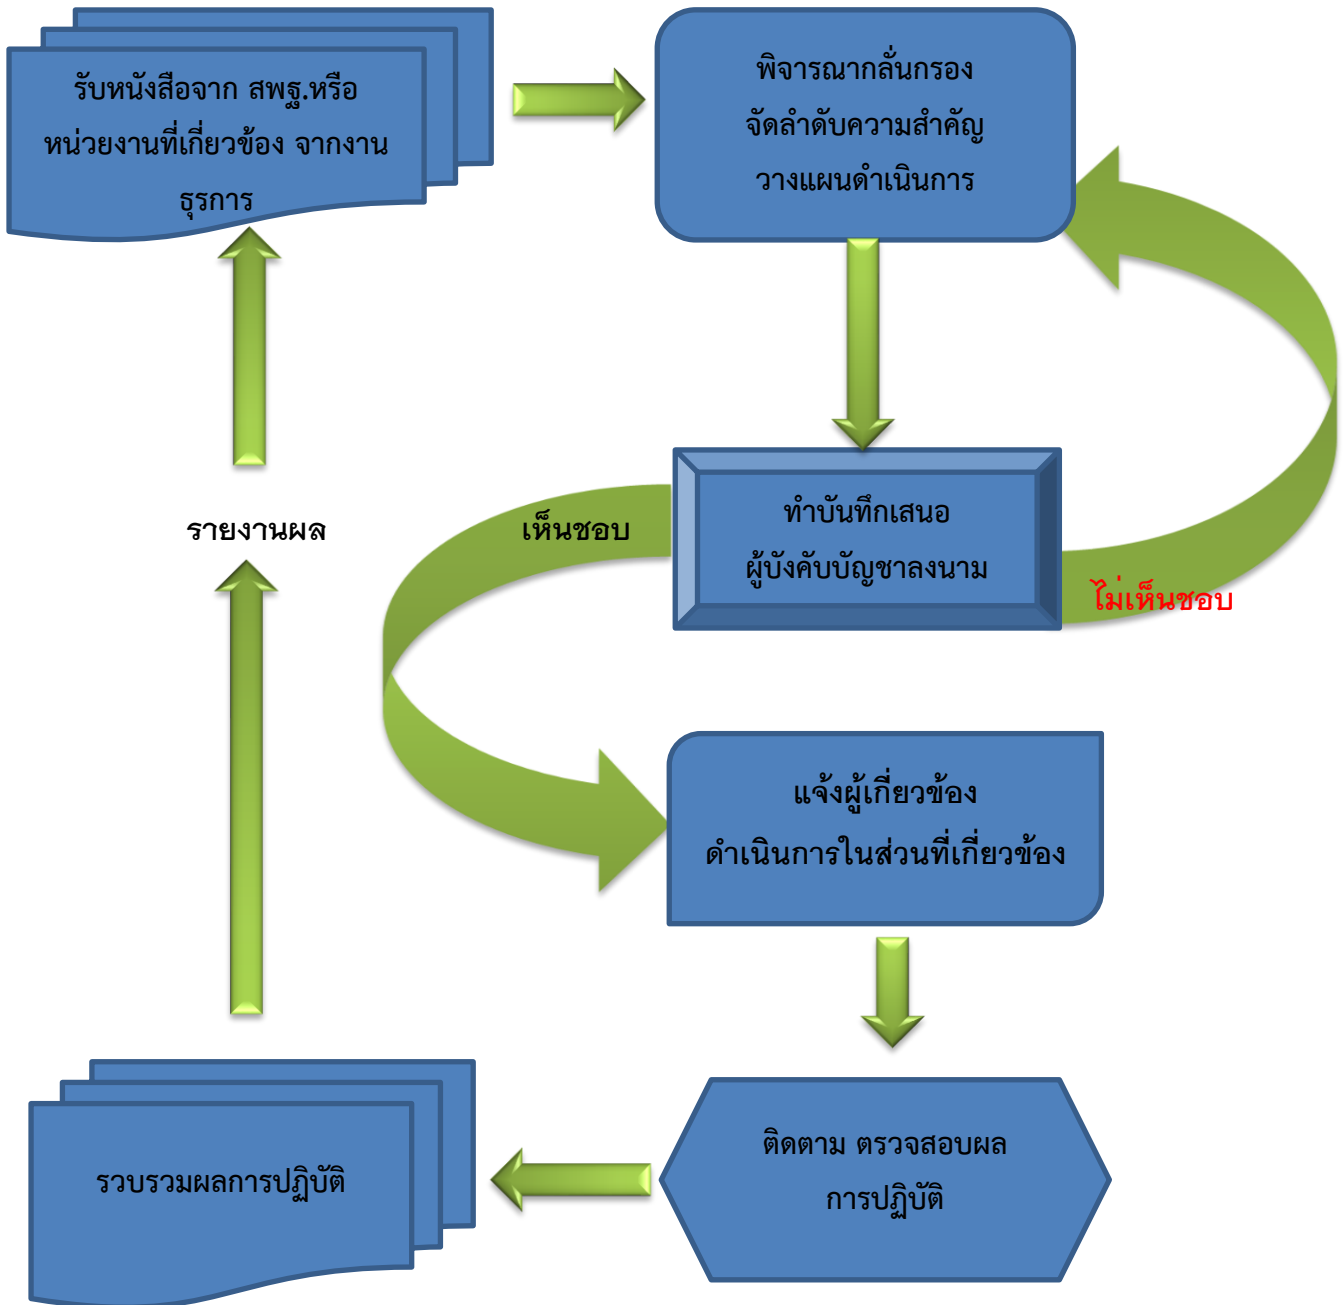 รับหนังสือจาก สพฐ.หรือ
หน่วยงานที่เกี่ยวข้อง จากงาน
ธุรการ
พิจารณากลั่นกรอง
จัดลำดับความสำคัญ
วางแผนดำเนินการ
ทำบันทึกเสนอ
ผู้บังคับบัญชาลงนาม
ไม่เห็นชอบ
เห็นชอบ
แจ้งผู้เกี่ยวข้อง
ดำเนินการในส่วนที่เกี่ยวข้อง
ติดตาม ตรวจสอบผล
การปฏิบัติ
รวบรวมผลการปฏิบัติ
รายงานผล